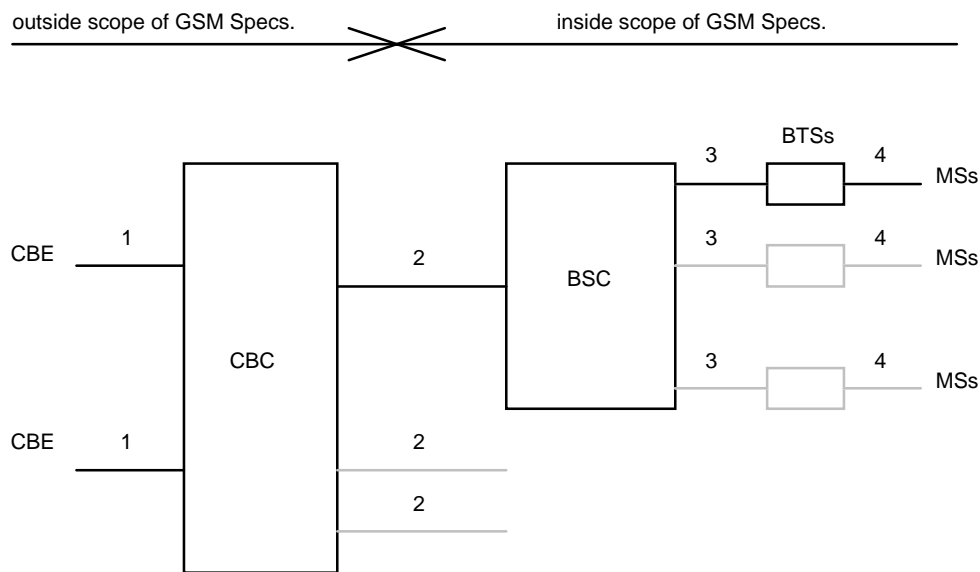 outside scope of GSM Specs. inside scope of GSM Specs.
BTSs
3 4 MSs
1 3 4 MSs
CBE 2 BSC
CBC 3 4 MSs
CBE 1 2
2